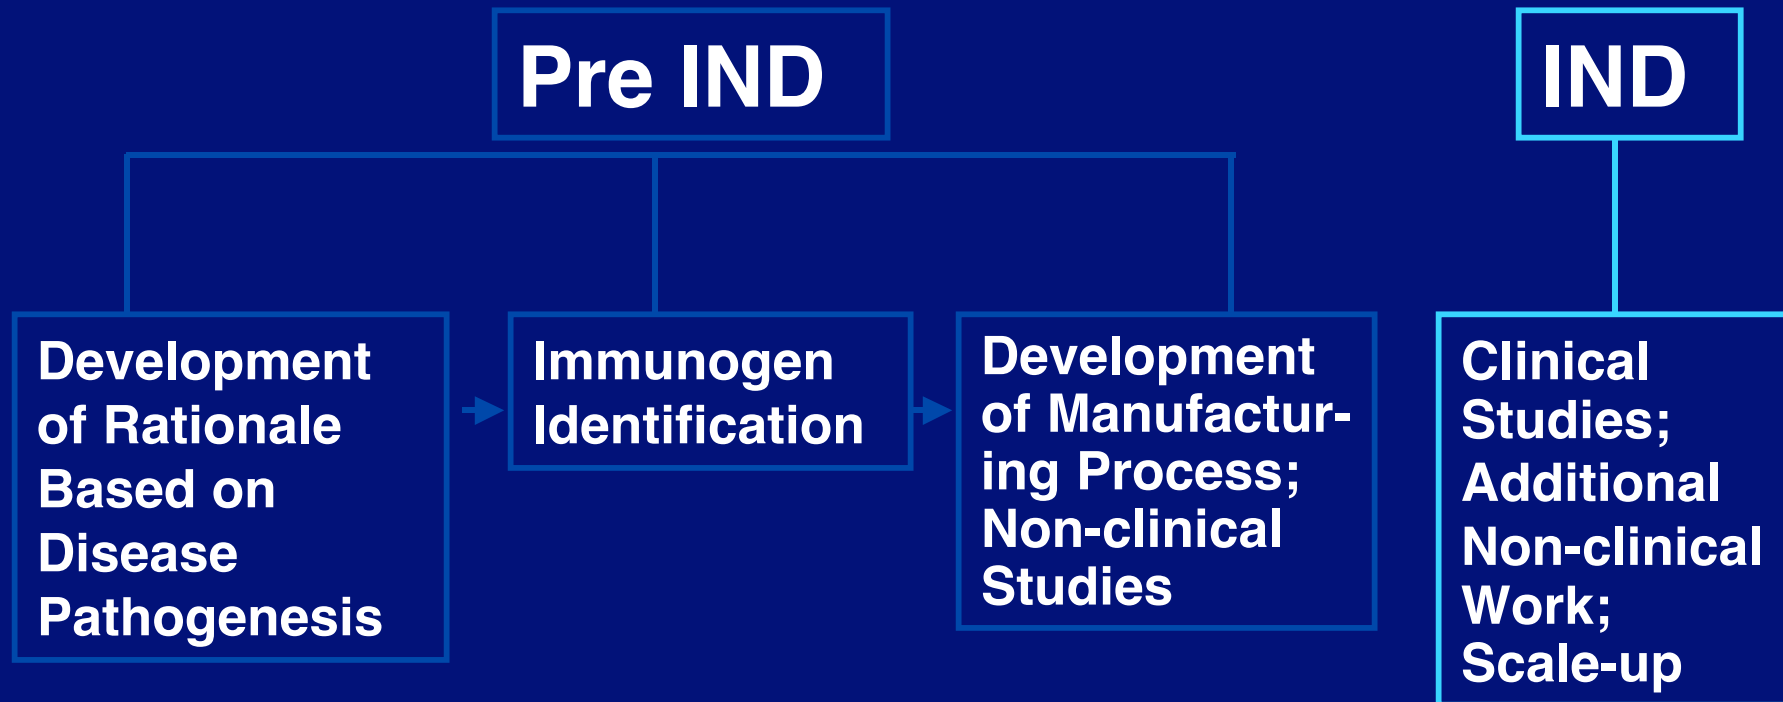 Pre IND
IND
Development
of Rationale
Based on
Disease
Pathogenesis
Immunogen
Identification
Development
of Manufactur-
ing Process;
Non-clinical
Studies
Clinical
Studies;
Additional
Non-clinical
Work;
Scale-up